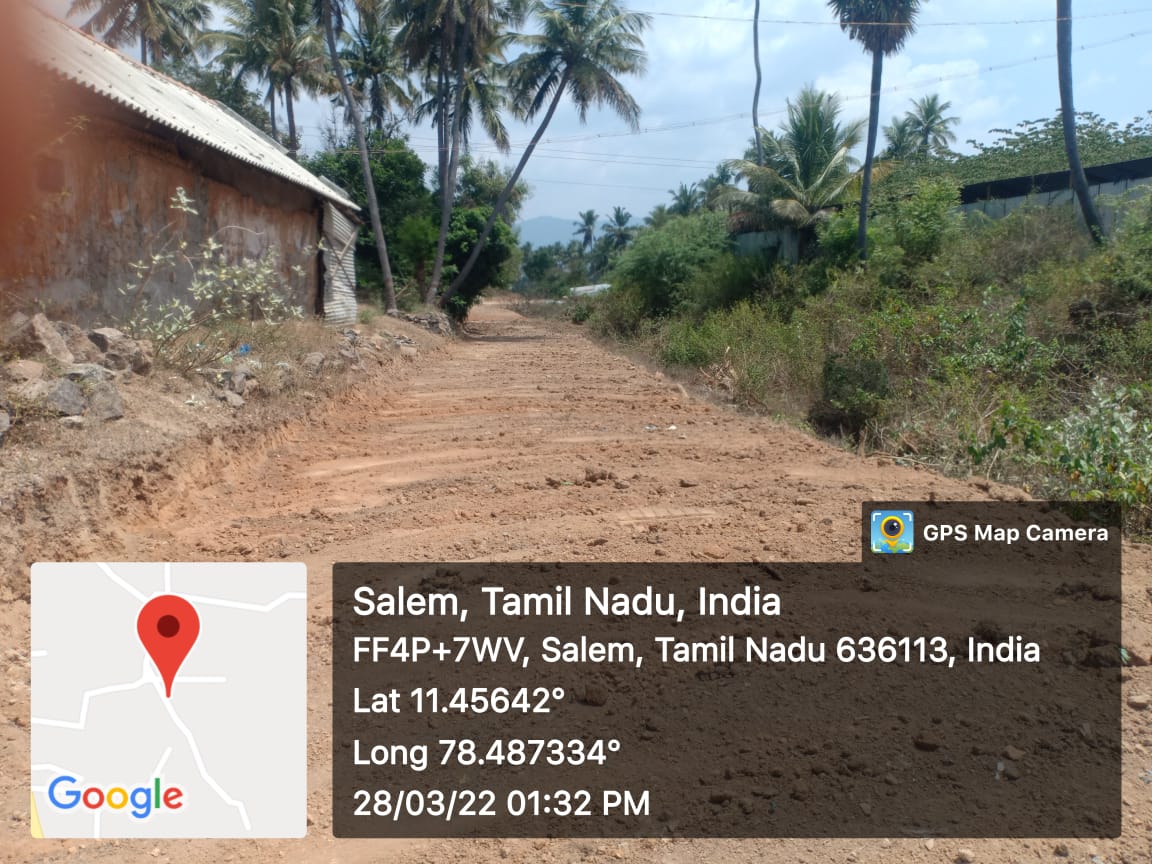 GPS Map Camera
Salem, Tamil Nadu, India
FF4P+7WV, Salem, Tamil Nadu 636113, India
Lat 11.45642°
Long 78.487334°
28/03/22 01:32 PM
Google